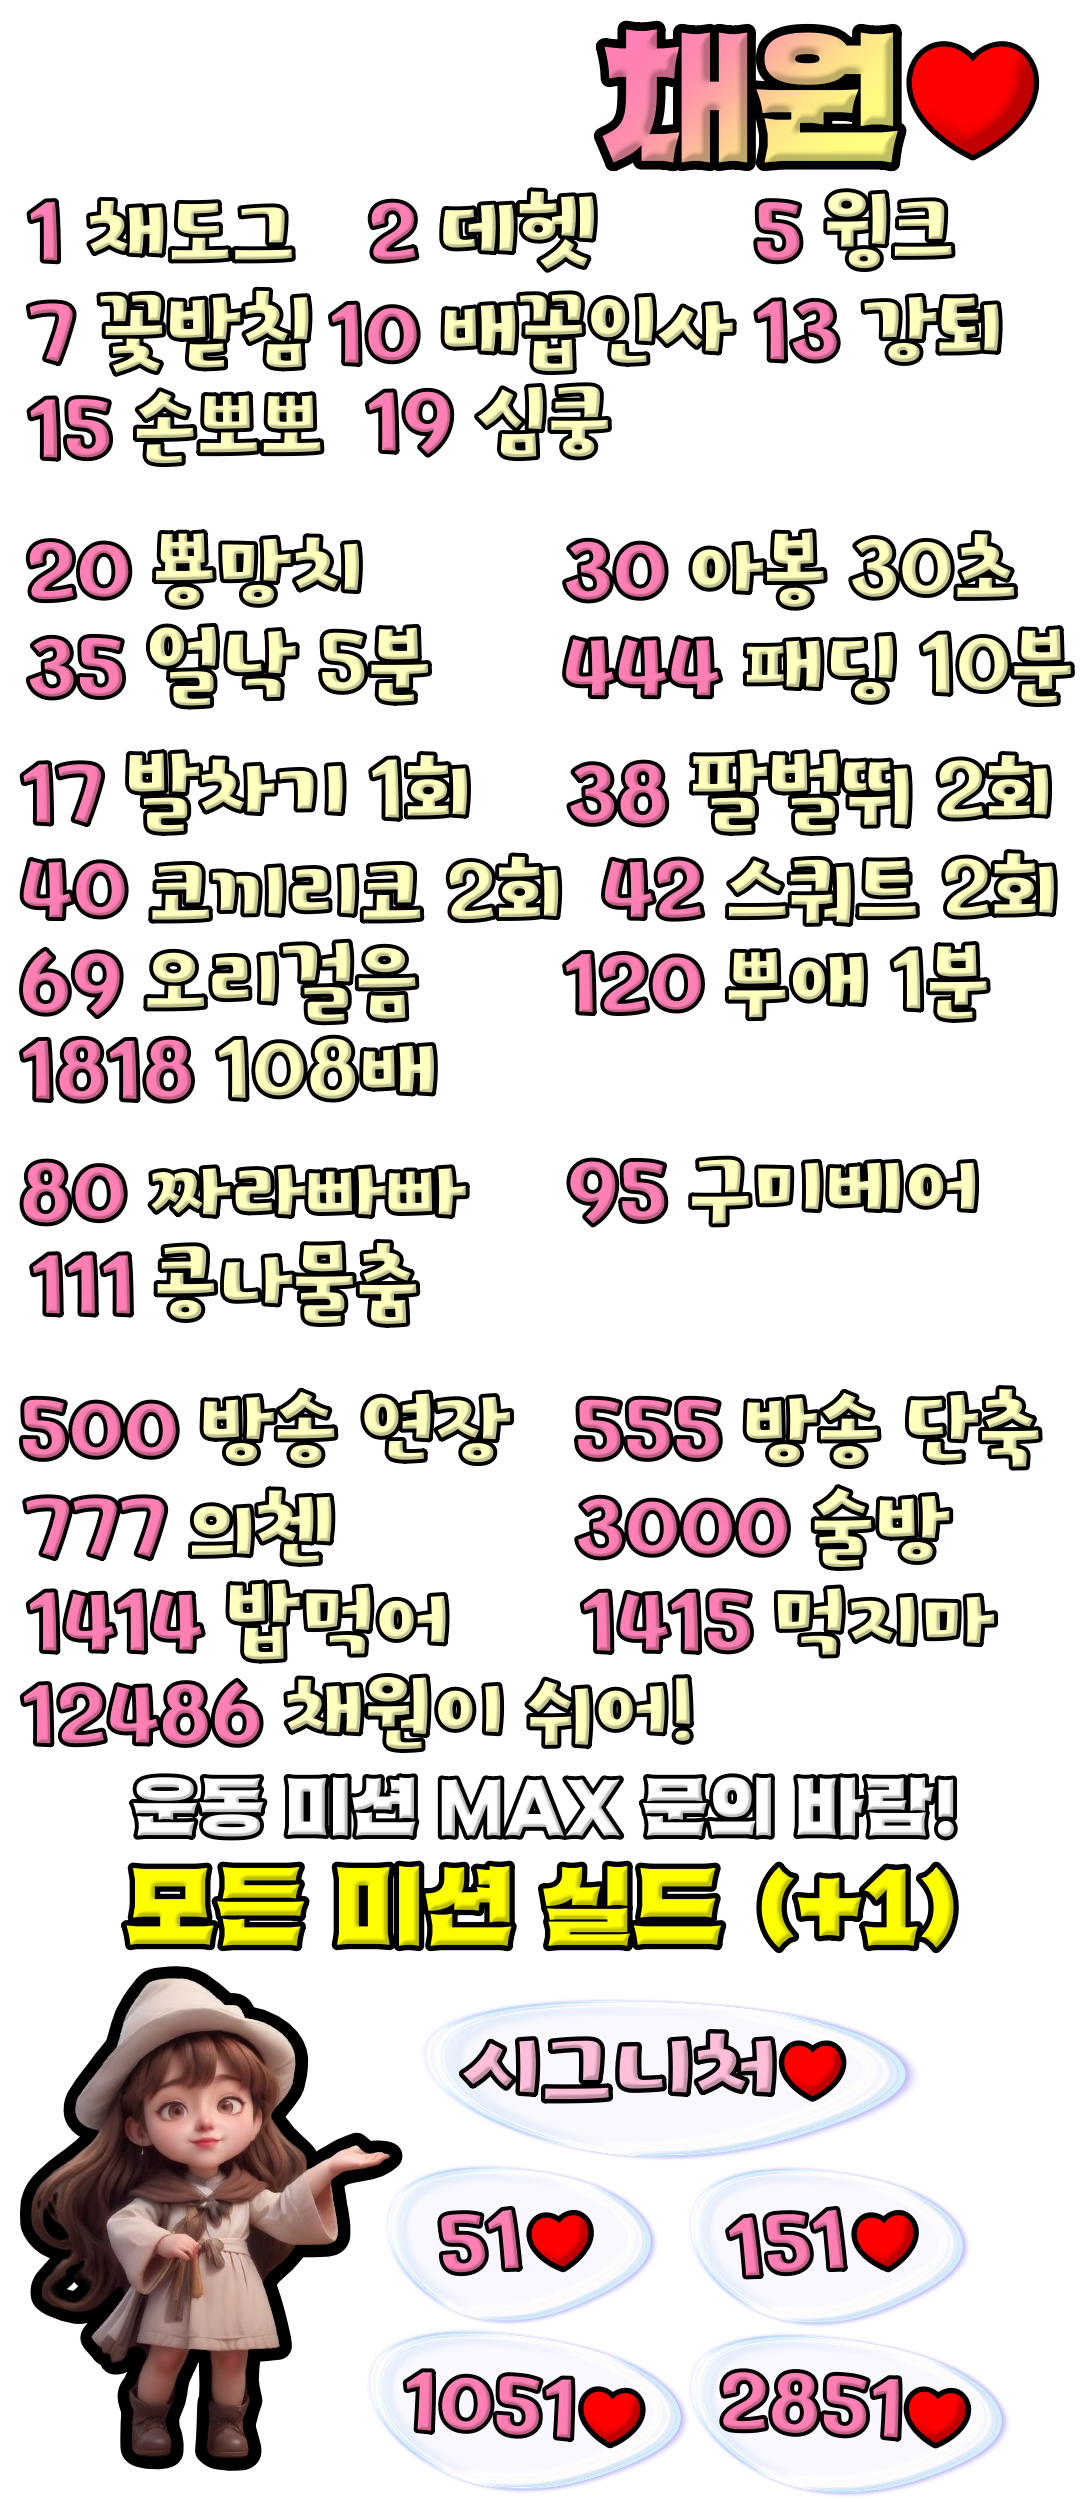 채원
1 채도그 2 데헷 5 윙크
7 꽃받침 10 배꼽인사 13 강퇴
15 손뽀뽀 19 심쿵
20 뿅망치 30 아봉 30초
35 얼낙 5분 444 패딩 10분
17 발차기 1회 38 팔벌뛰 2회
40 코끼리코 2회 42 스쿼트 2회
69 오리걸음 120 뿌애 1분
1818 108배
80 짜라빠빠 95 구미베어
111 콩나물춤
500 방송 연장 555 방송 단축
777 의첸 3000 술방
1414 밥먹어 1415 먹지마
12486 채원이 쉬어!
운동 미션 MAX 문의 바람!
모든 미션 실드 (+1)
시그니처
51 151
1051 2851